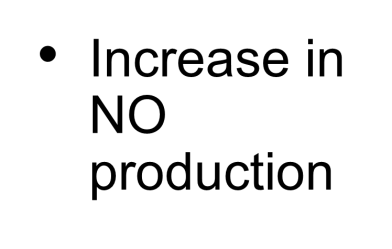 • Increase in
NO
production